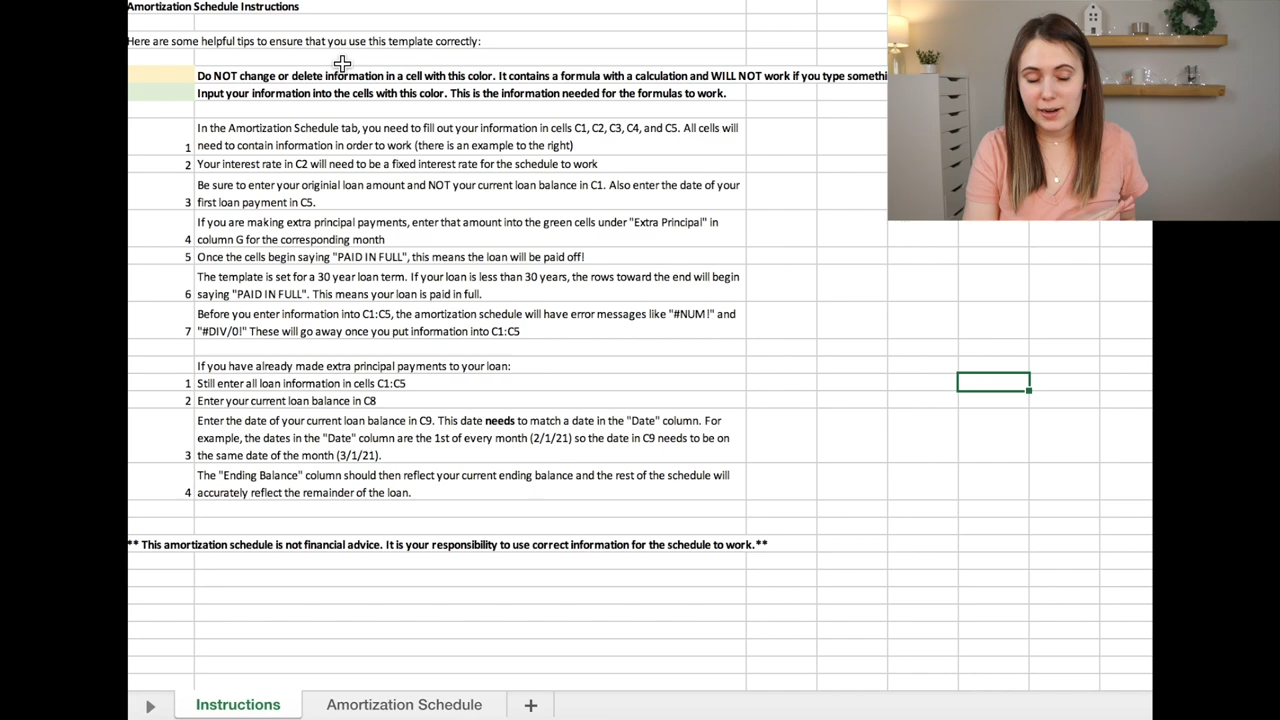 Amortization Schedule Instructions
Here are some helpful tips to ensure that you use this template correctly:
Do NOT change or delete information in a cell with this color. It contains a formula with a calculation and WILL NOT work if you type
Input your information into the cells with this color. This is the information needed for the formulas to work.
In the Amortization Schedule tab, you need to fill out your information in cells C1, C2, C3, C4, and C5. All cells will
1 need to contain information in order to work (there is an example to the right)
2 Your interest rate in C2 will need to be a fixed interest rate for the schedule to work
Be sure to enter your originial loan amount and NOT your current loan balance in C1. Also enter the date of your
3 first loan payment in C5.
If you are making extra principal payments, enter that amount into the green cells under "Extra Principal" in
4 column G for the corresponding month
5 Once the cells begin saying "PAID IN FULL", this means the loan will be paid off!
The template is set for a 30 year loan term. If your loan is less than 30 years, the rows toward the end will begin
6 saying "PAID IN FULL". This means your loan is paid in full.
Before you enter information into C1:C5, the amortization schedule will have error messages like "#NUM!" and
7 "#DIV/0!" These will go away once you put information into C1:C5
If you have already made extra principal payments to your loan:
1 Still enter all loan information in cells C1:C5
2 Enter your current loan balance in C8
Enter the date of your current loan balance in C9. This date needs to match a date in the "Date" column. For
example, the dates in the "Date" column are the 1st of every month (2/1/21) so the date in C9 needs to be on
3 the same date of the month (3/1/21).
The "Ending Balance" column should then reflect your current ending balance and the rest of the schedule will
4 accurately reflect the remainder of the loan.
** This amortization schedule is not financial advice. It is your responsibility to use correct information for the schedule to work.**
Instructions
Amortization Schedule